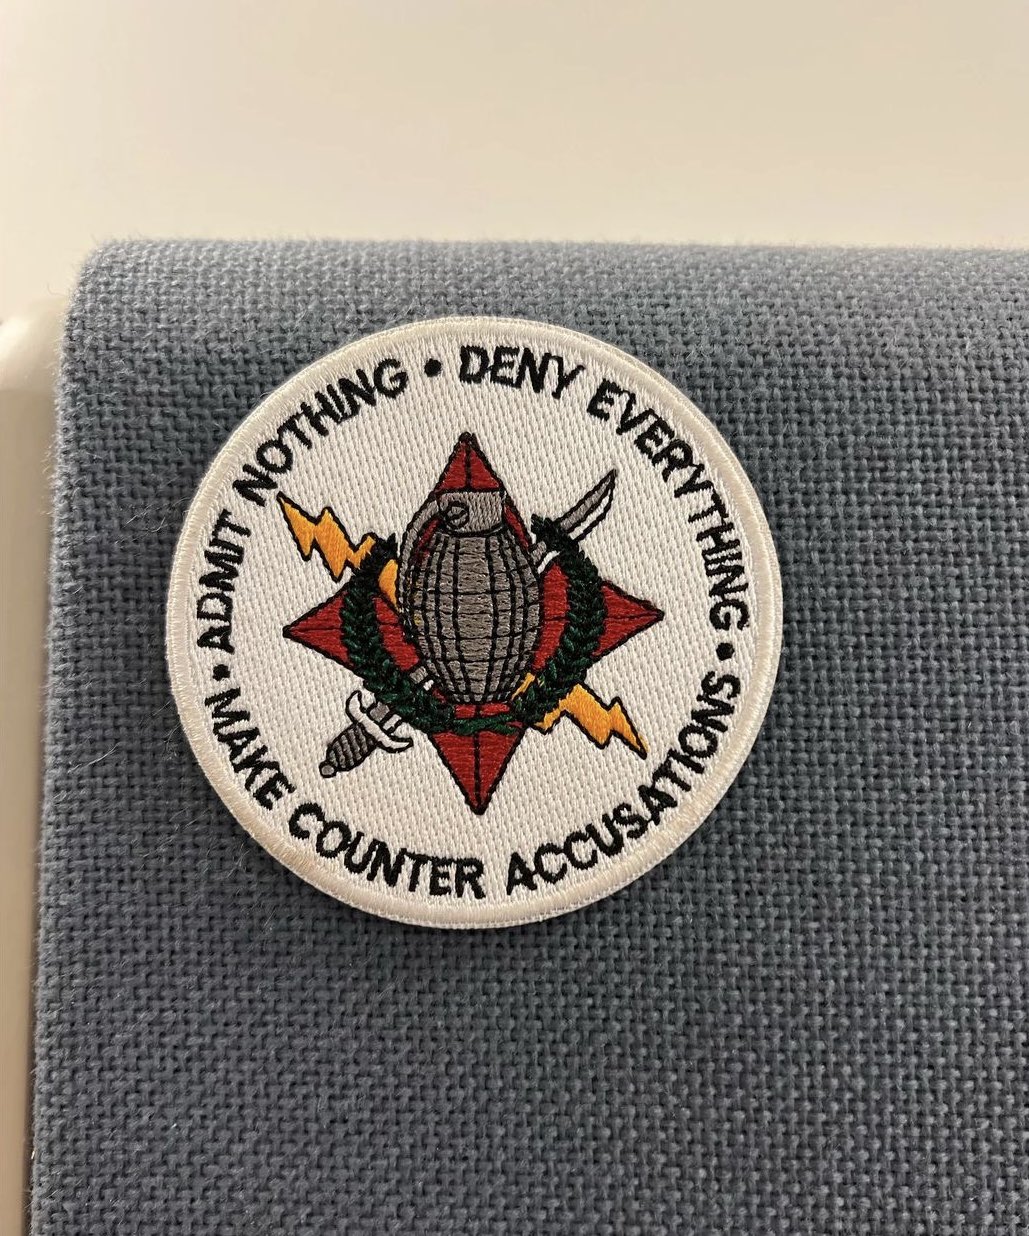 • ADMIT NOTHING • DENY EVERYTHING
• MAKE COUNTER ACCUSATIONS